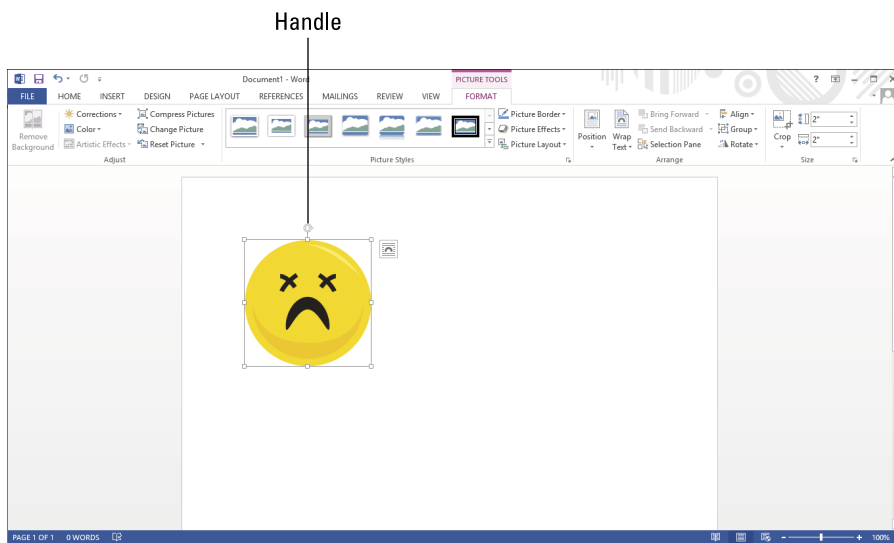 Handle
Document1 - Word
PICTURE TOOLS
?
FILE HOME INSERT DESIGN PAGE LAYOUT REFERENCES MAILINGS REVIEW VIEW FORMAT
Remove Background
Corrections
Color
Artistic Effects
Compress Pictures
Change Picture
Reset Picture
Adjust
Picture Styles
Picture Border
Picture Effects
Picture Layout
Position
Wrap Text
Bring Forward
Send Backward
Selection Pane
Align
Group
Rotate
Arrange
Crop
2"
2"
Size
PAGE 1 OF 1 0 WORDS 100%